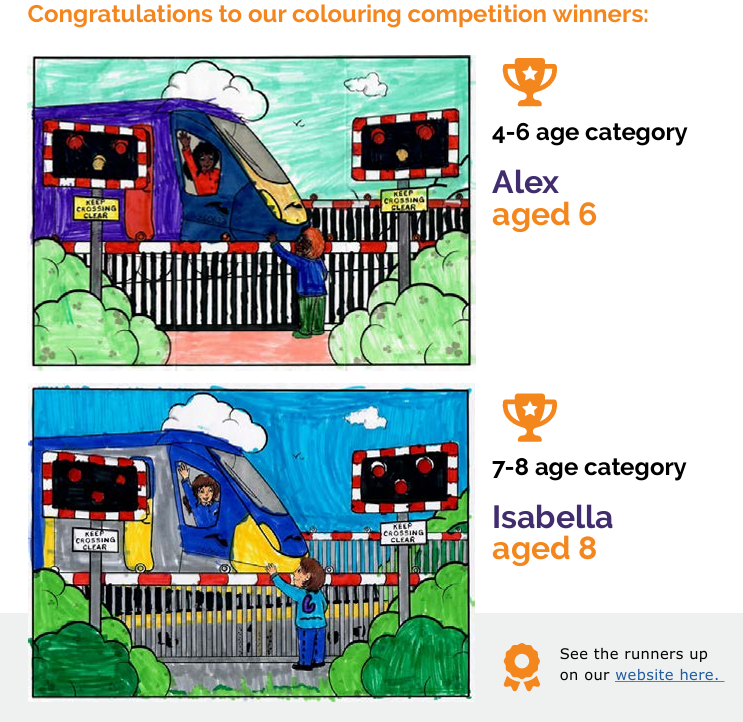 Congratulations to our colouring competition winners:
KEEP
CROSSING
CLEAR
KEEP
CROSSING
CLEAR
4-6 age category
Alex
aged 6
KEEP
CROSSING
CLEAR
KEEP
CROSSING
CLEAR
7-8 age category
Isabella
aged 8
See the runners up
on our website here.